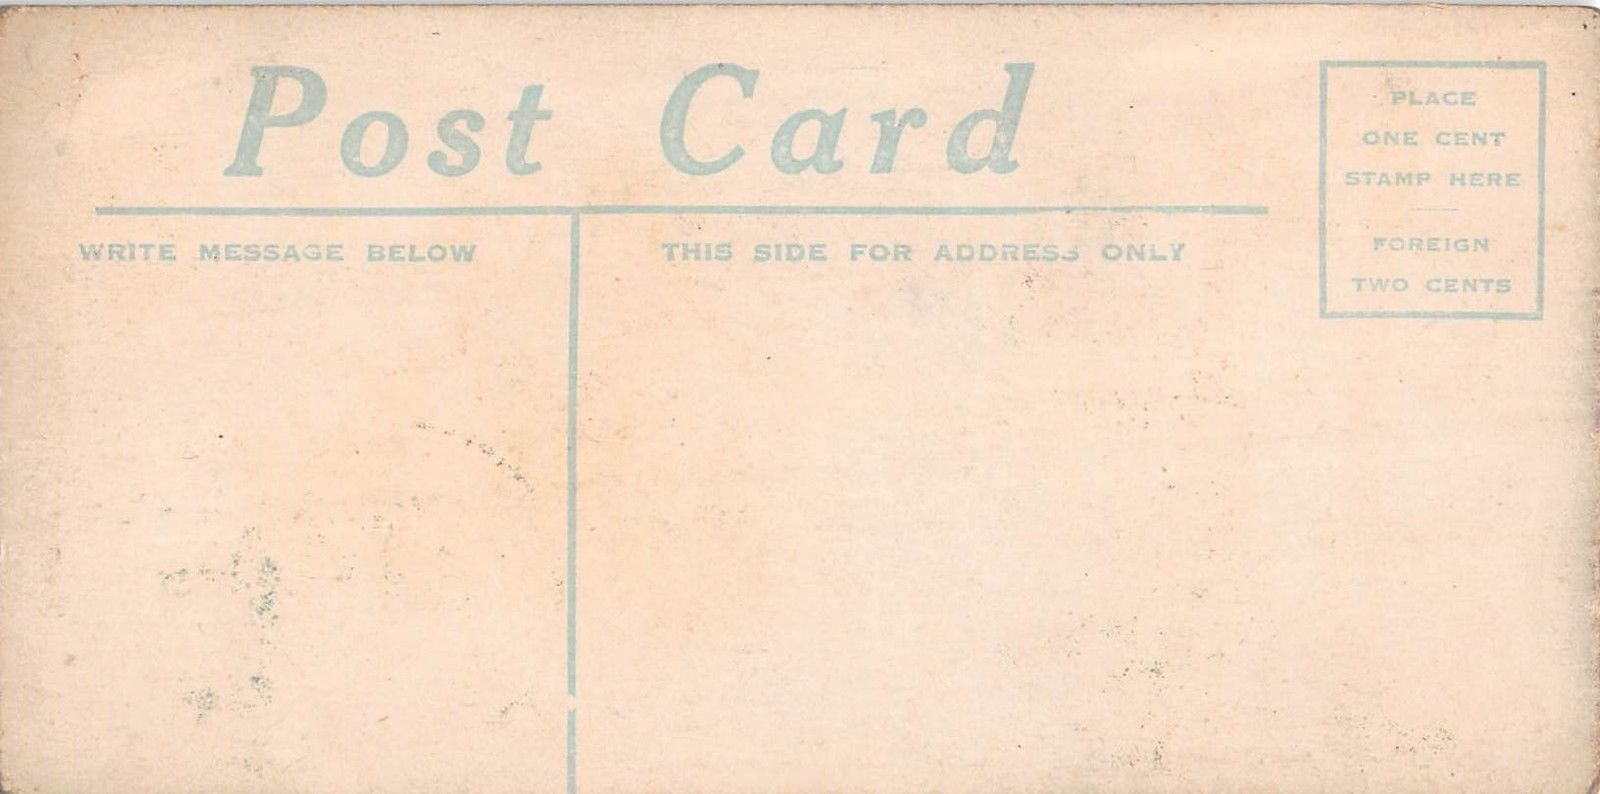 Post Card
PLACE
ONE CENT
STAMP HERE
FOREIGN
TWO CENTS
WRITE MESSAGE BELOW
THIS SIDE FOR ADDRESS ONLY